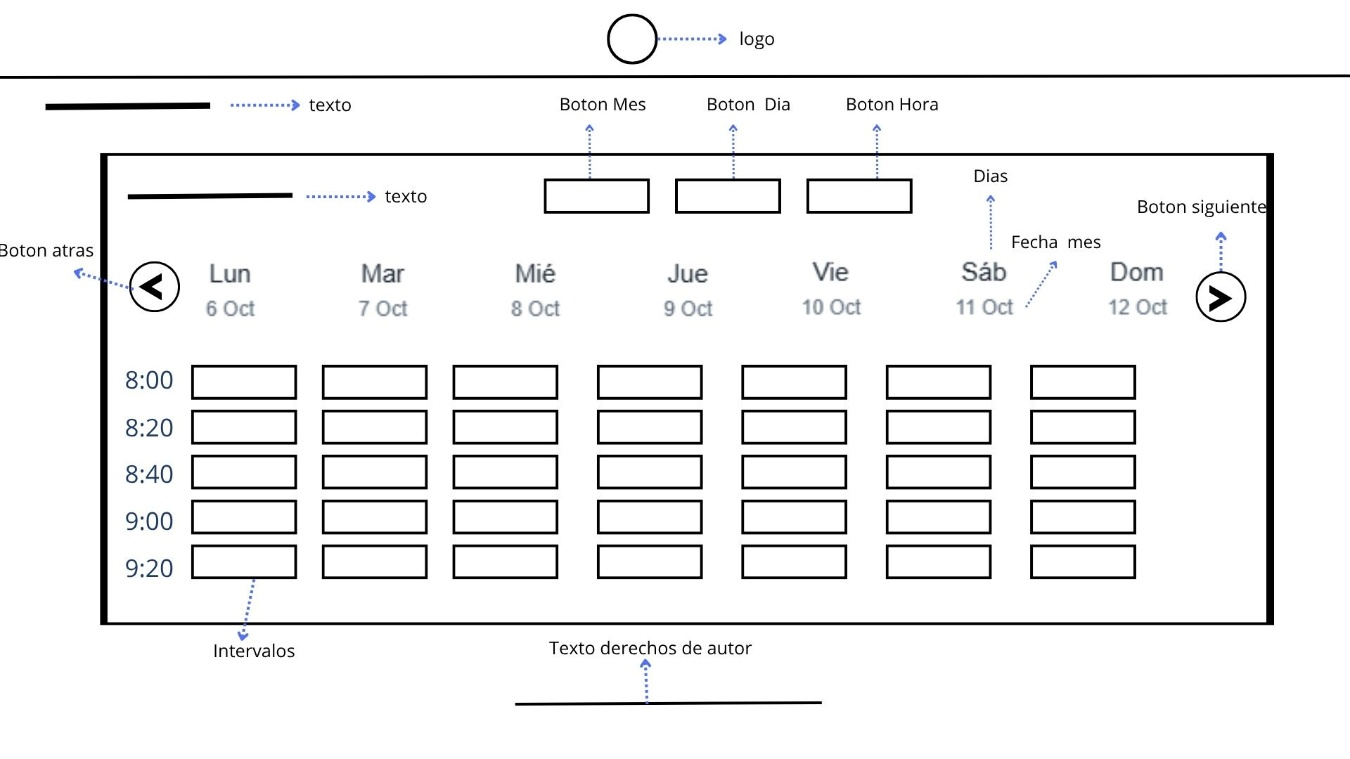 logo
texto
Boton Mes
Boton Dia
Boton Hora
texto
Dias
Boton siguiente
Fecha mes
Boton atras
Lun Mar Mié Jue Vie Sáb Dom
6 Oct 7 Oct 8 Oct 9 Oct 10 Oct 11 Oct 12 Oct
8:00
8:20
8:40
9:00
9:20
Intervalos
Texto derechos de autor